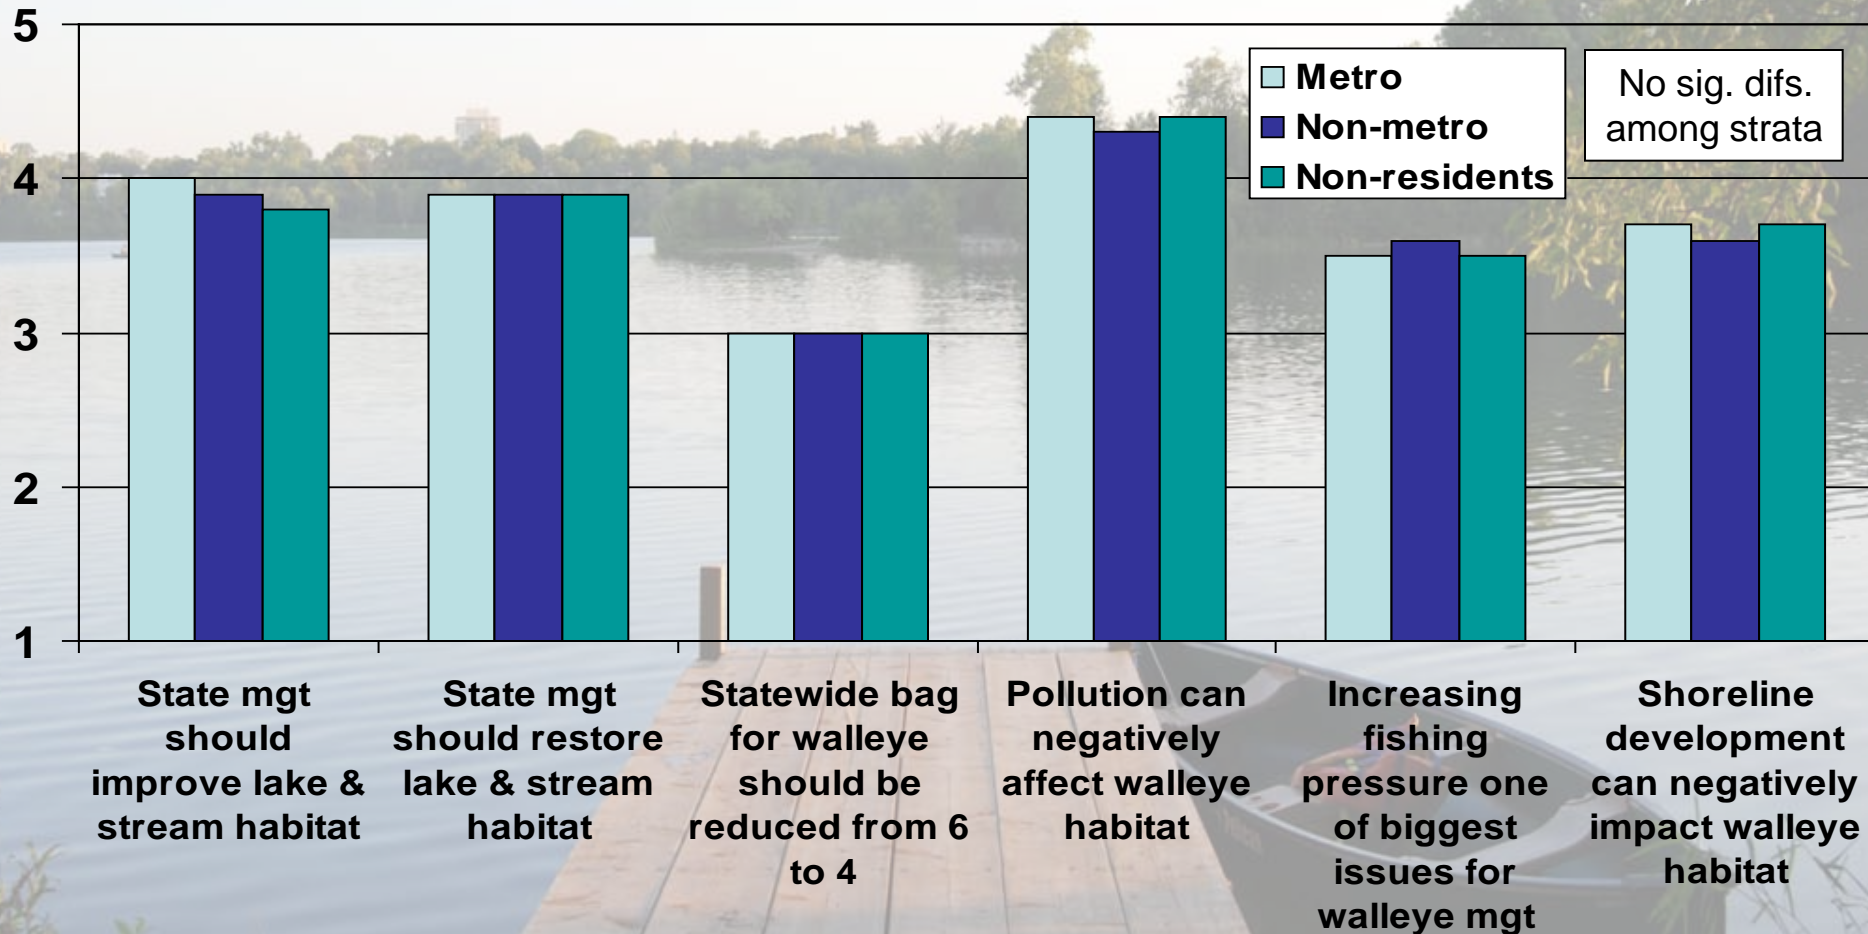 5
4
3
2
1
Metro
Non-metro
Non-residents
No sig. difs.
among strata
State mgt
should
improve lake &
stream habitat
State mgt
should restore
lake & stream
habitat
Statewide bag
for walleye
should be
reduced from 6
to 4
Pollution can
negatively
affect walleye
habitat
Increasing
fishing
pressure one
of biggest
issues for
walleye mgt
Shoreline
development
can negatively
impact walleye
habitat